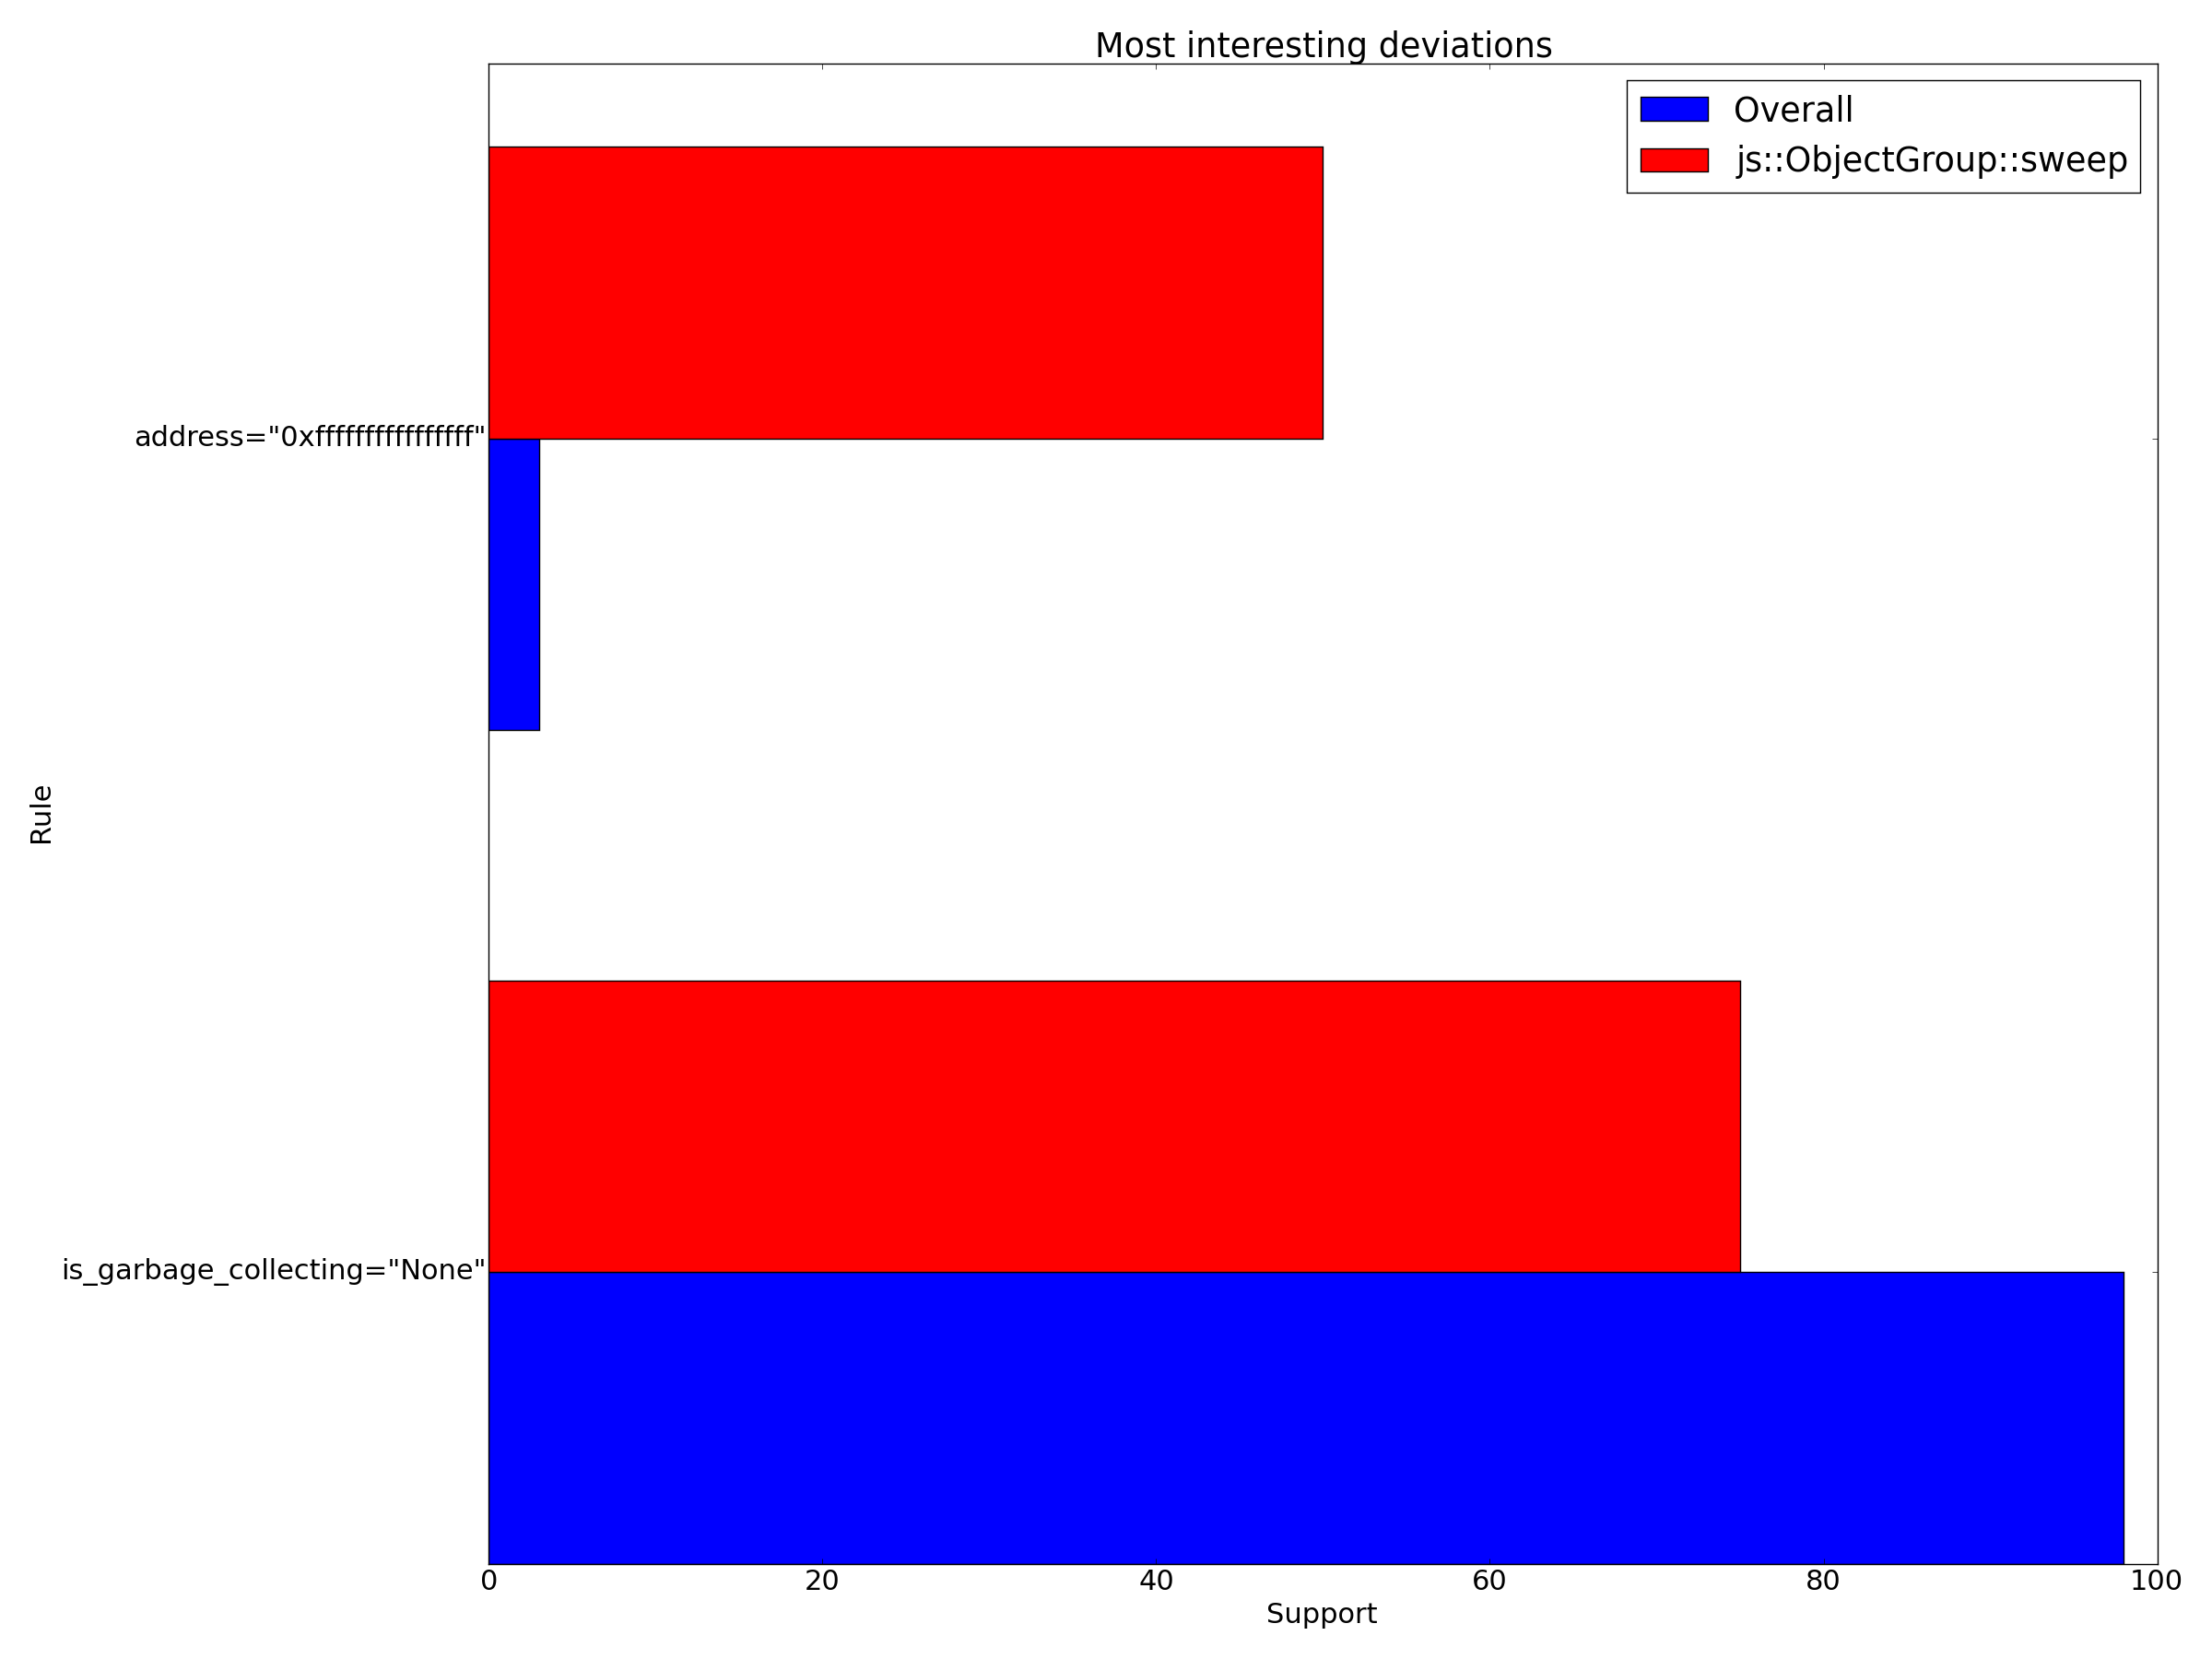 Most interesting deviations
Overall
js::ObjectGroup::sweep
address="0xffffffffffffffff"
Rule
is_garbage_collecting="None"
0 20 40 60 80 100
Support